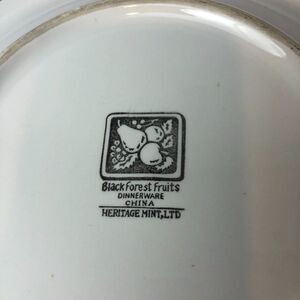 Black Forest Fruits
DINNERWARE
CHINA
HERITAGE MINT, LTD